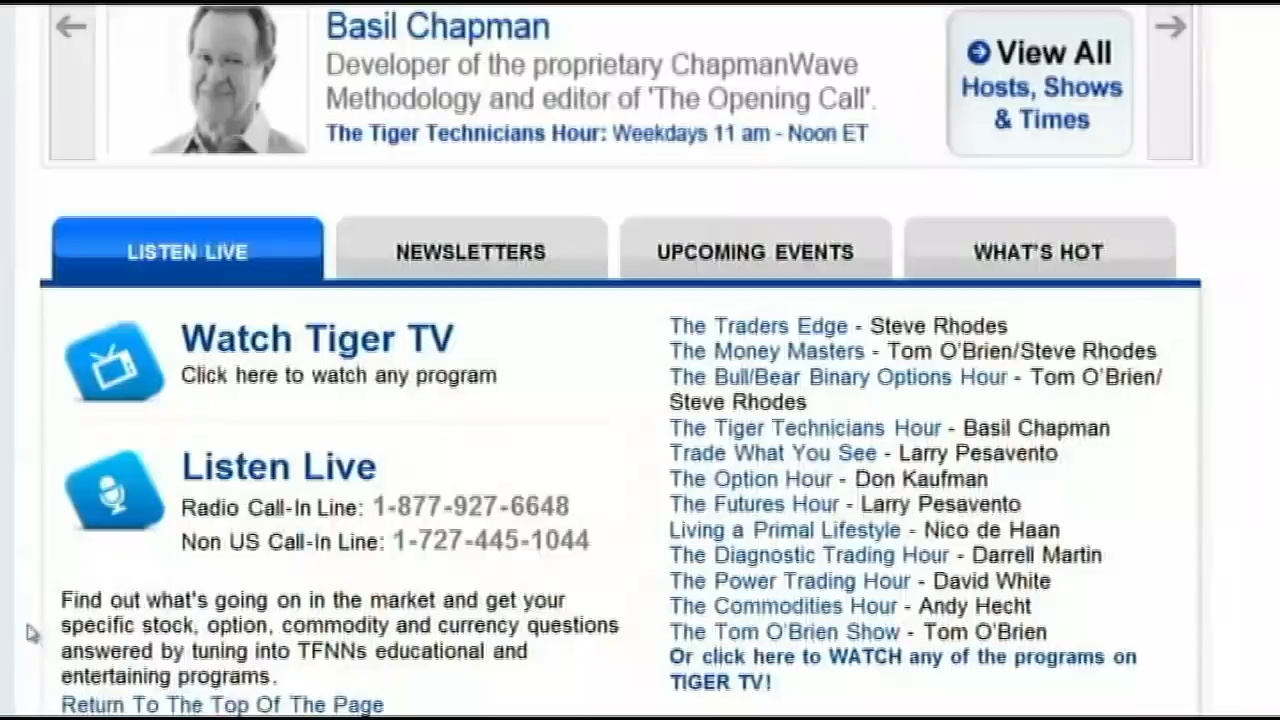 Basil Chapman
Developer of the proprietary ChapmanWave
Methodology and editor of 'The Opening Call'.
The Tiger Technicians Hour: Weekdays 11 am - Noon ET
View All
Hosts, Shows
& Times
LISTEN LIVE
NEWSLETTERS
UPCOMING EVENTS
WHAT'S HOT
Watch Tiger TV
Click here to watch any program
Listen Live
Radio Call-In Line: 1-877-927-6648
Non US Call-In Line: 1-727-445-1044
Find out what's going on in the market and get your
specific stock, option, commodity and currency questions
answered by tuning into TFNNs educational and
entertaining programs.
Return To The Top Of The Page
The Traders Edge - Steve Rhodes
The Money Masters - Tom O'Brien/Steve Rhodes
The Bull/Bear Binary Options Hour - Tom O'Brien/
Steve Rhodes
The Tiger Technicians Hour - Basil Chapman
Trade What You See - Larry Pesavento
The Option Hour - Don Kaufman
The Futures Hour - Larry Pesavento
Living a Primal Lifestyle - Nico de Haan
The Diagnostic Trading Hour - Darrell Martin
The Power Trading Hour - David White
The Commodities Hour - Andy Hecht
The Tom O'Brien Show - Tom O'Brien
Or click here to WATCH any of the programs on
TIGER TV!